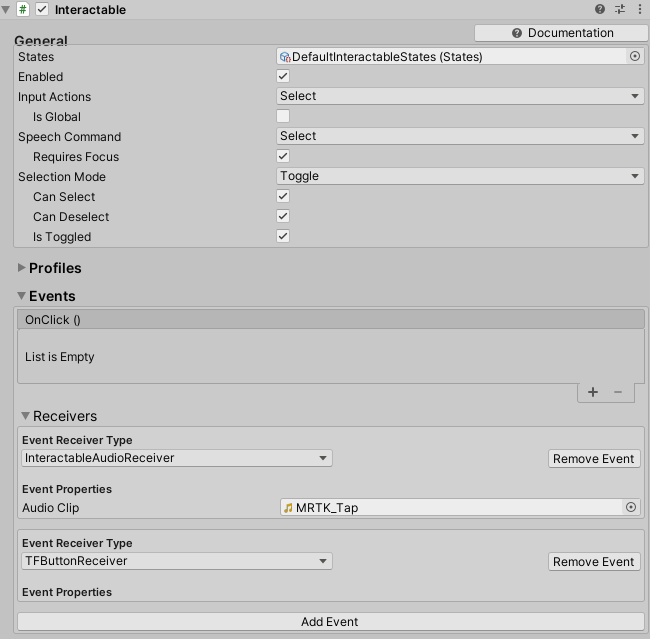 Interactable
Documentation
General
States DefaultInteractableStates (States)
Enabled
Input Actions Select
Is Global
Speech Command Select
Requires Focus
Selection Mode Toggle
Can Select
Can Deselect
Is Toggled
Profiles
Events
OnClick ()
List is Empty
Receivers
Event Receiver Type
InteractableAudioReceiver Remove Event
Event Properties
Audio Clip MRTK_Tap
Event Receiver Type
TFButtonReceiver Remove Event
Event Properties
Add Event